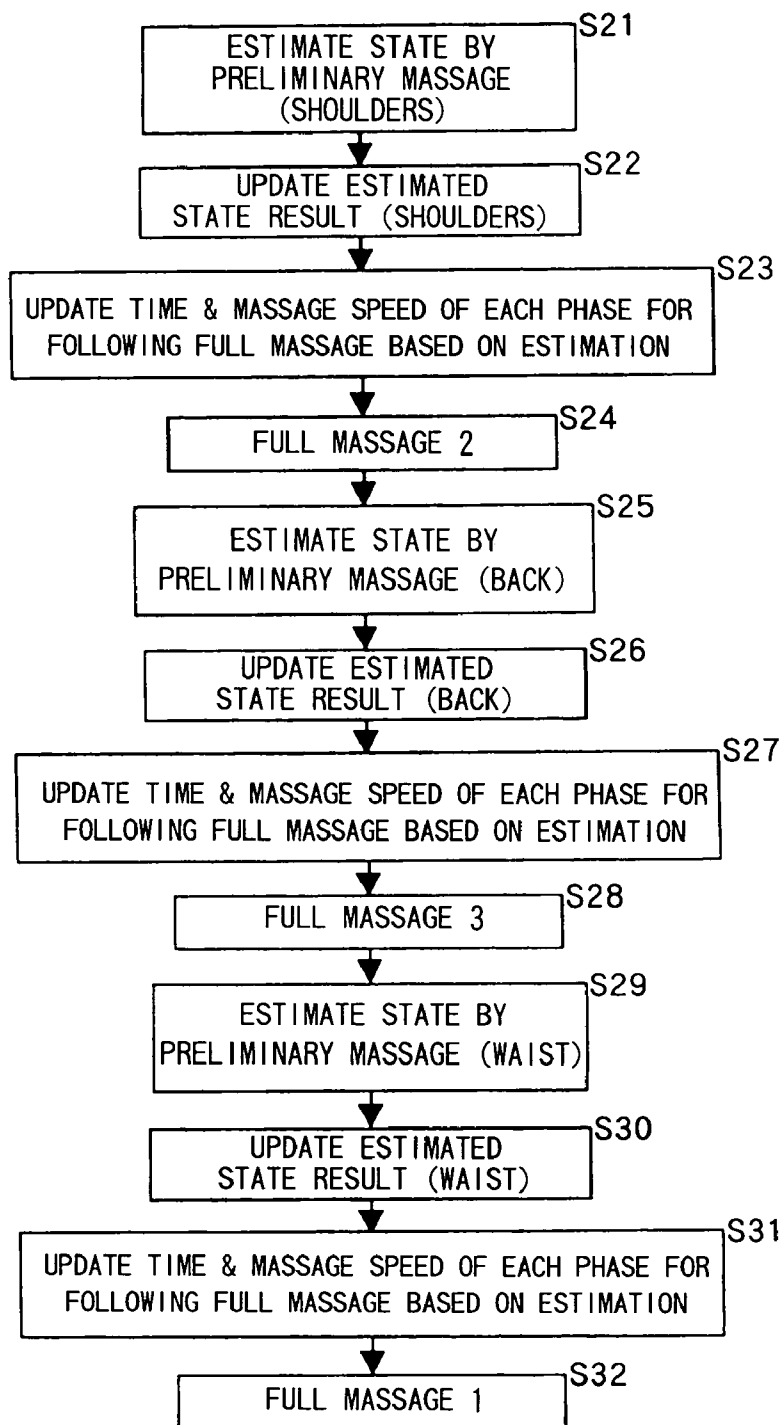 S21
ESTIMATE STATE BY
PRELIMINARY MASSAGE
(SHOULDERS)
S22
UPDATE ESTIMATED
STATE RESULT (SHOULDERS)
S23
UPDATE TIME & MASSAGE SPEED OF EACH PHASE FOR
FOLLOWING FULL MASSAGE BASED ON ESTIMATION
S24
FULL MASSAGE 2
S25
ESTIMATE STATE BY
PRELIMINARY MASSAGE (BACK)
S26
UPDATE ESTIMATED
STATE RESULT (BACK)
S27
UPDATE TIME & MASSAGE SPEED OF EACH PHASE FOR
FOLLOWING FULL MASSAGE BASED ON ESTIMATION
S28
FULL MASSAGE 3
S29
ESTIMATE STATE BY
PRELIMINARY MASSAGE (WAIST)
S30
UPDATE ESTIMATED
STATE RESULT (WAIST)
S31
UPDATE TIME & MASSAGE SPEED OF EACH PHASE FOR
FOLLOWING FULL MASSAGE BASED ON ESTIMATION
S32
FULL MASSAGE 1